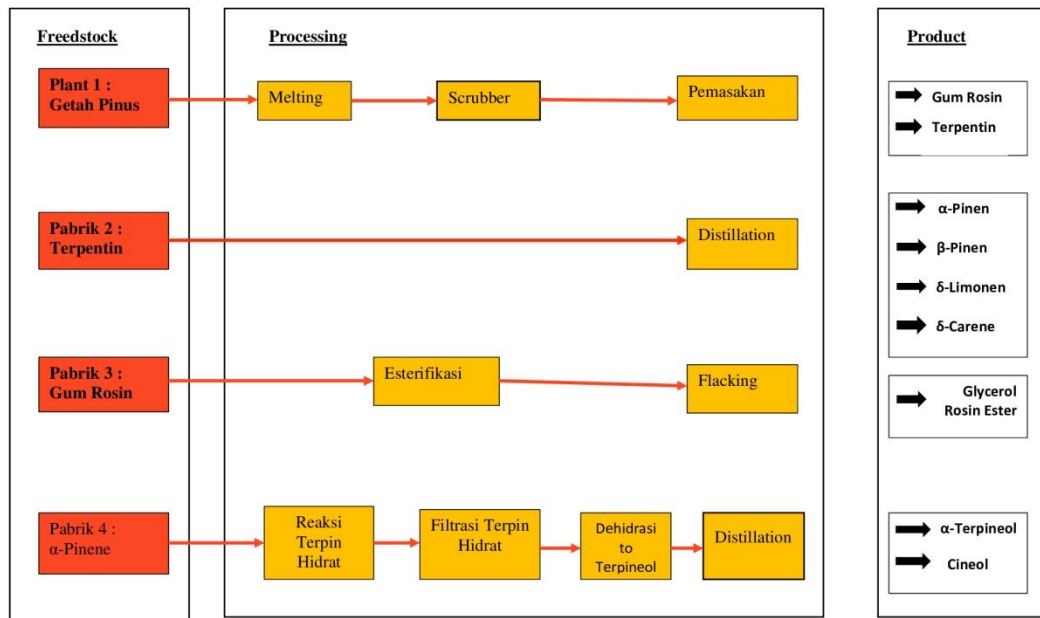 Freedstock
Processing
Product
Plant 1 :
Getah Pinus
Melting
Scrubber
Pemasakan
Gum Rosin
Terpentin
Pabrik 2 :
Terpentin
Distillation
α-Pinen
β-Pinen
δ-Limonen
δ-Carene
Pabrik 3 :
Gum Rosin
Esterifikasi
Flacking
Glycerol
Rosin Ester
Pabrik 4 :
α-Pinene
Reaksi
Terpin
Hidrat
Filtrasi Terpin
Hidrat
Dehidrasi
to
Terpineol
Distillation
α-Terpineol
Cineol